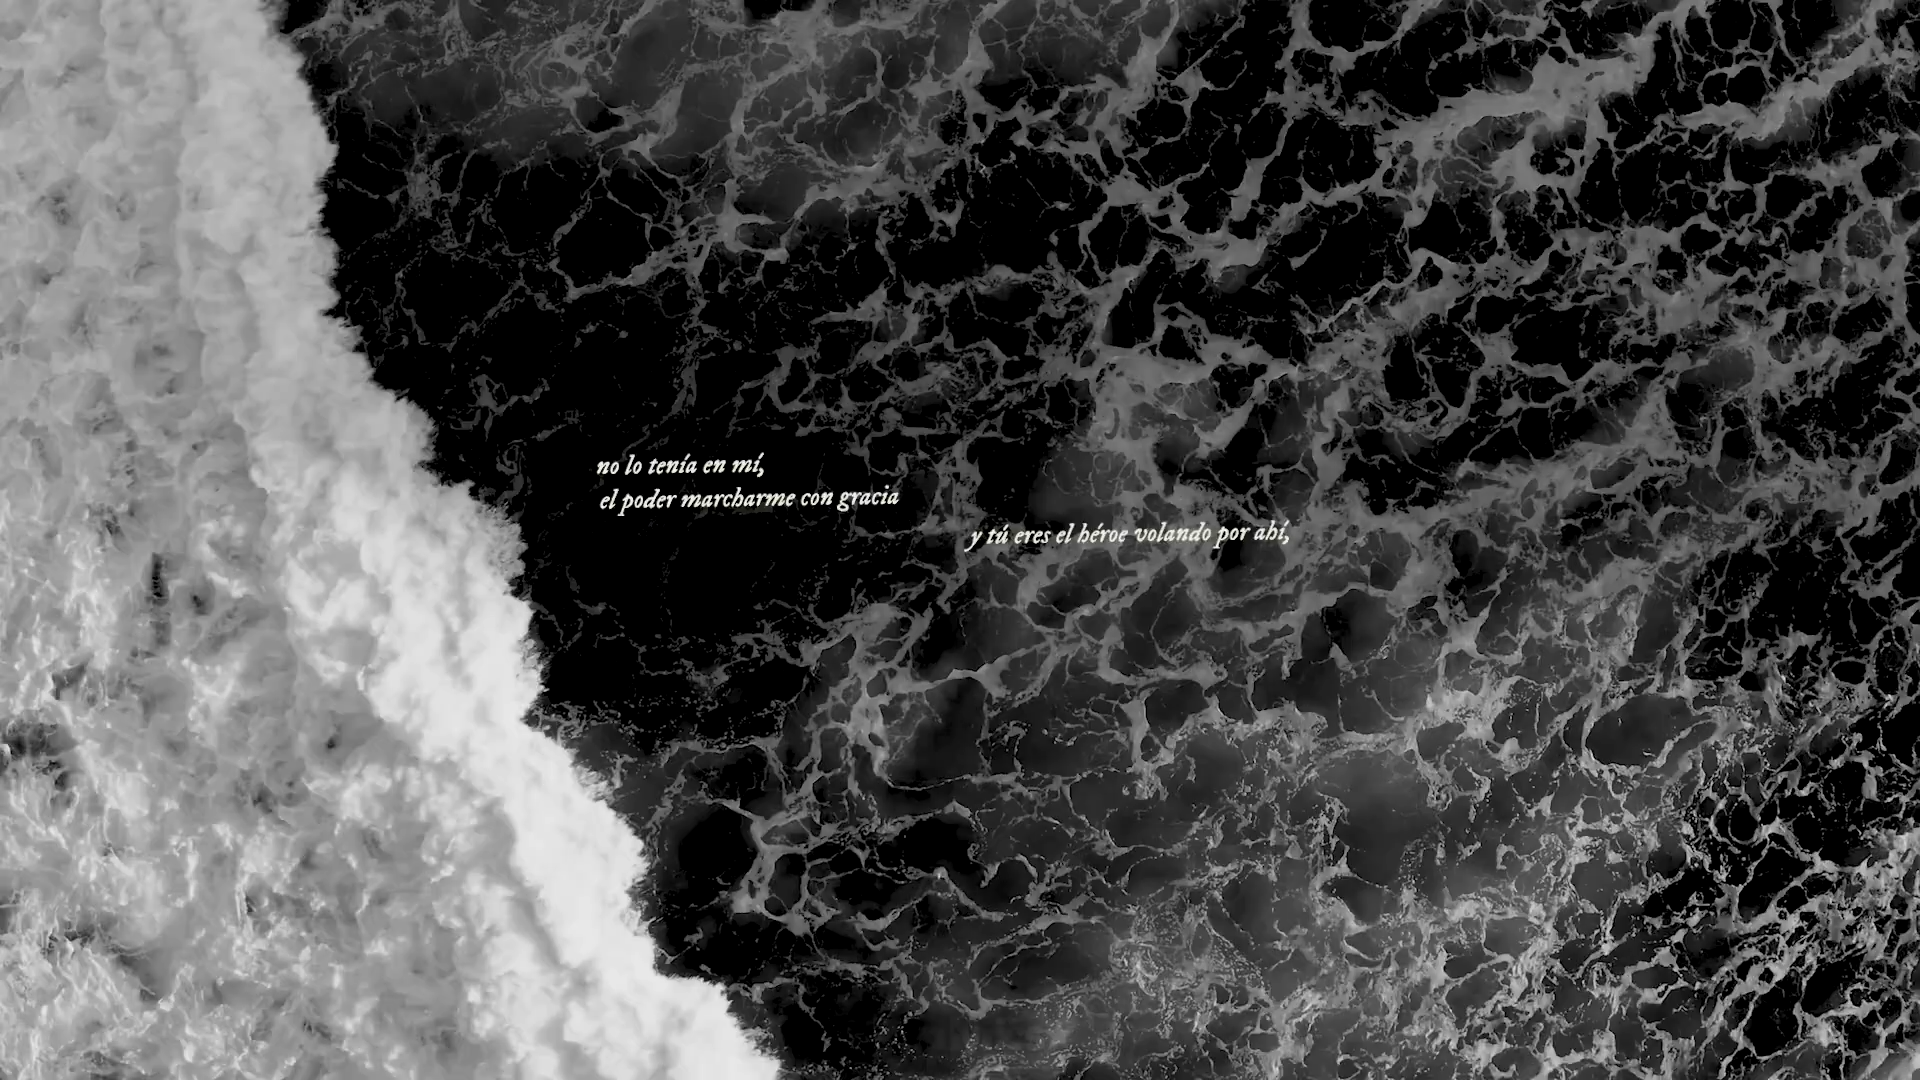 no lo tenía en mí,
el poder marcharme con gracia
y tú eres el héroe volando por ahí,